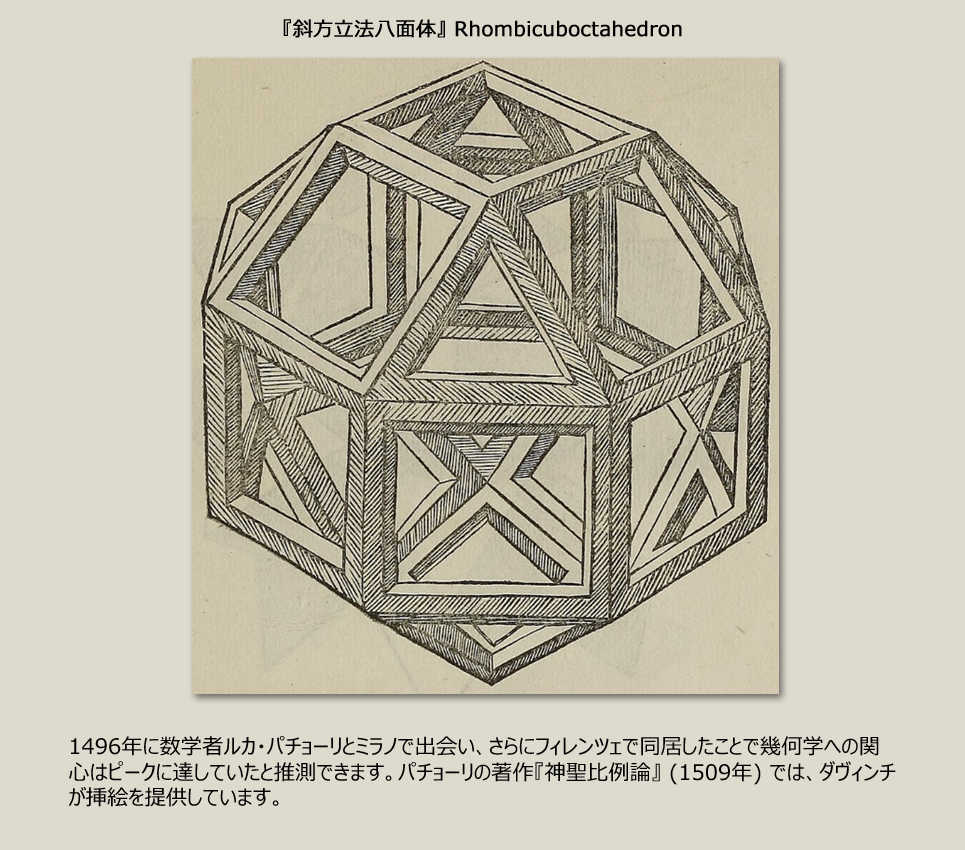 『斜方立法八面体』 Rhombicuboctahedron
1496年に数学者ルカ・パチョーリとミラノで出会い、さらにフィレンツェで同居したことで幾何学への関
心はピークに達していたと推測できます。パチョーリの著作『神聖比例論』 (1509年) では、ダヴィンチ
が挿絵を提供しています。